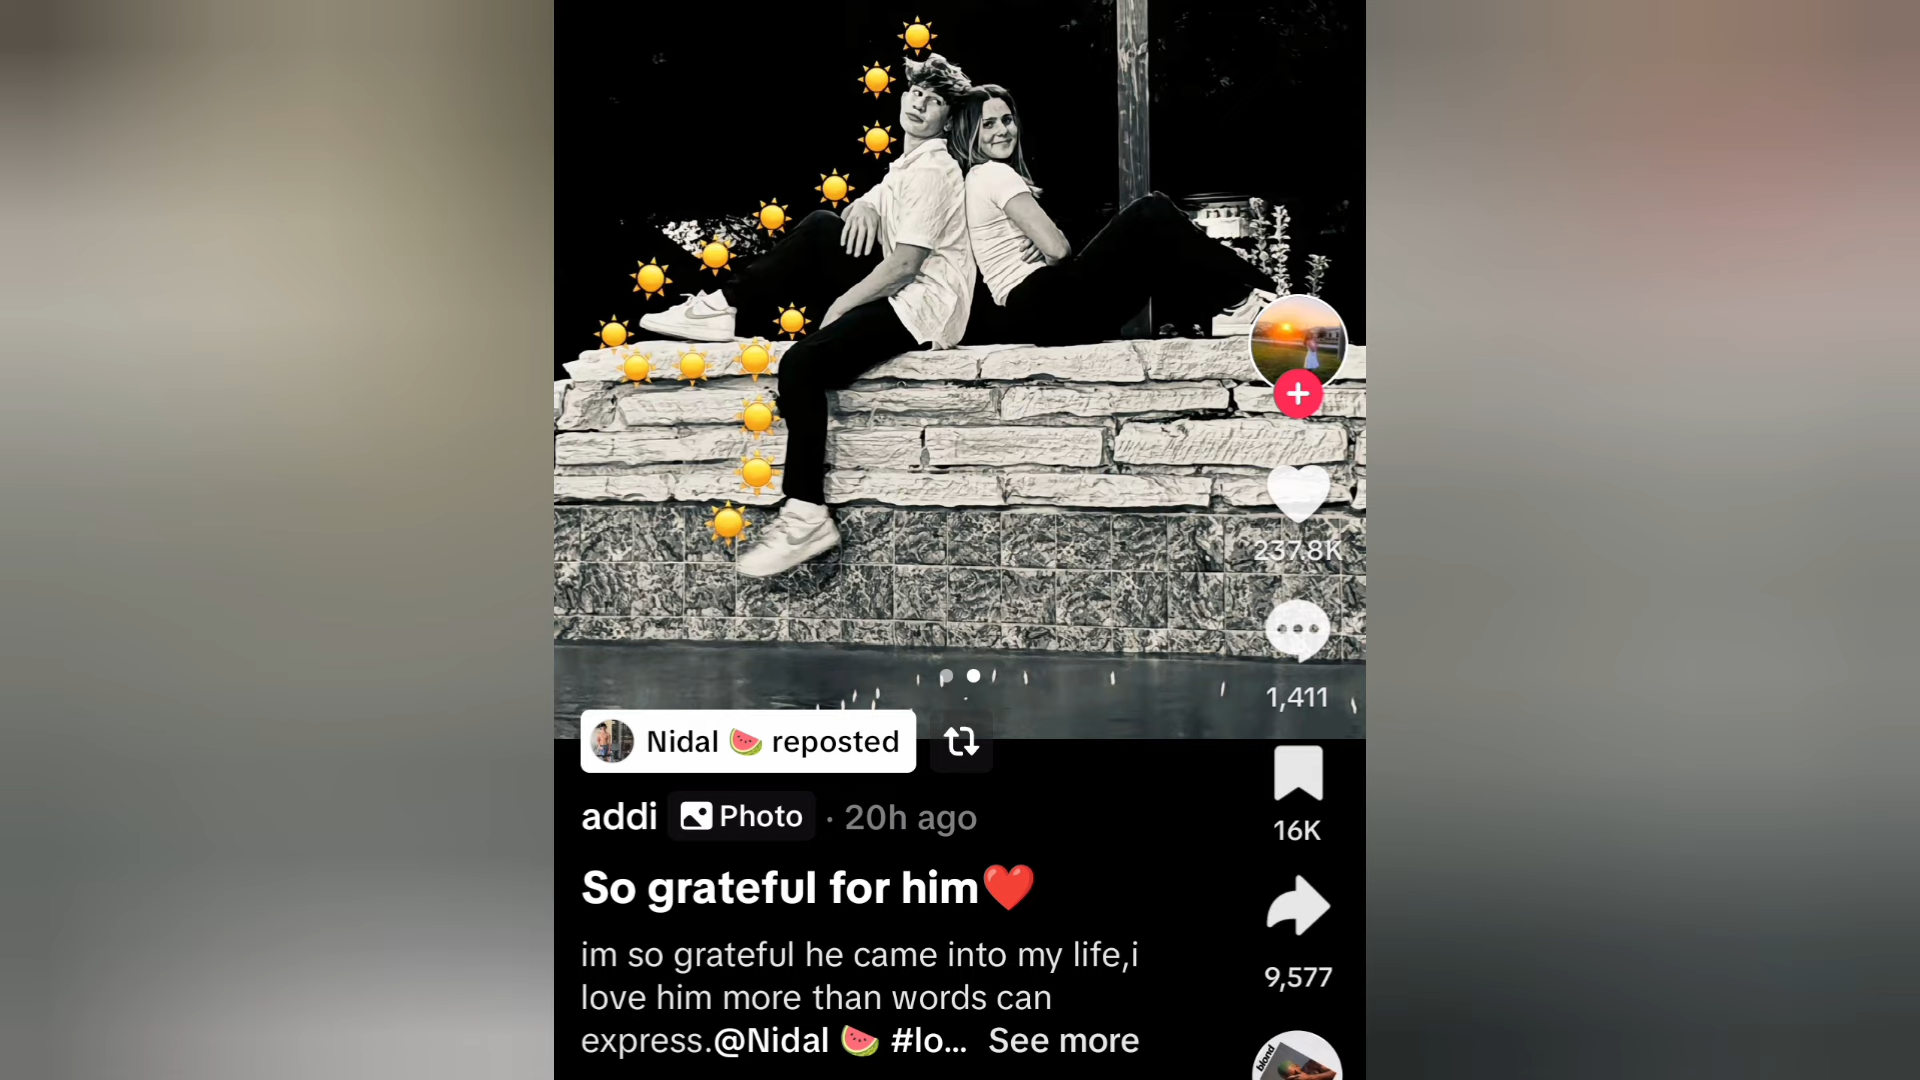 237.8K
1,411
Nidal 🍉 reposted
addi Photo · 20h ago
16K
So grateful for him❤️
9,577
im so grateful he came into my life,i
love him more than words can
express.@Nidal 🍉 #lo... See more
blond